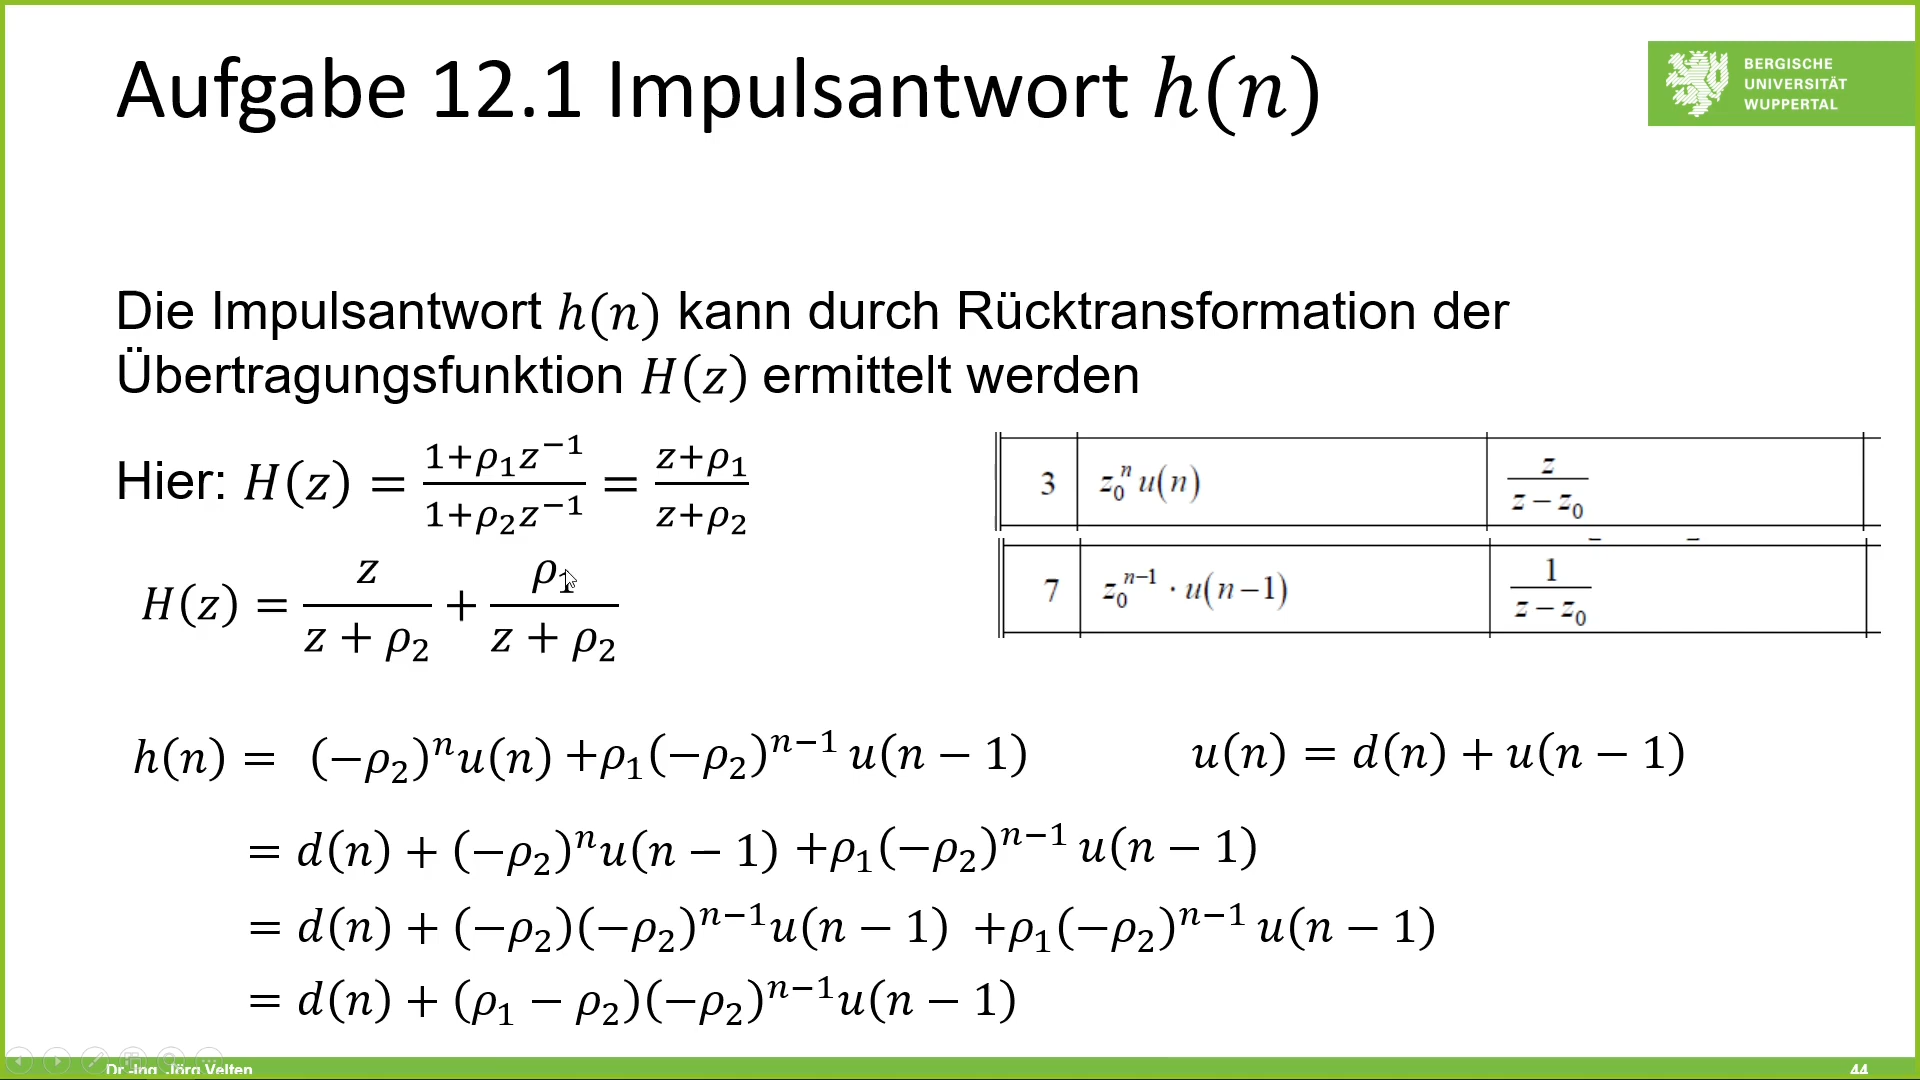 Aufgabe 12.1 Impulsantwort h(n)
BERGISCHE
UNIVERSITÄT
WUPPERTAL
Die Impulsantwort h(n) kann durch Rücktransformation der
Übertragungsfunktion H(z) ermittelt werden
Hier: H(z) = (1+ρ₁z⁻¹)/(1+ρ₂z⁻¹) = (z+ρ₁)/(z+ρ₂)
3 z₀ⁿ u(n) z/(z − z₀)
H(z) = z/(z + ρ₂) + ρ₁/(z + ρ₂)
7 z₀ⁿ⁻¹ · u(n−1) 1/(z − z₀)
h(n) = (−ρ₂)ⁿu(n) +ρ₁(−ρ₂)ⁿ⁻¹ u(n − 1)
u(n) = d(n) + u(n − 1)
= d(n) + (−ρ₂)ⁿu(n − 1) +ρ₁(−ρ₂)ⁿ⁻¹ u(n − 1)
= d(n) + (−ρ₂)(−ρ₂)ⁿ⁻¹u(n − 1) +ρ₁(−ρ₂)ⁿ⁻¹ u(n − 1)
= d(n) + (ρ₁ − ρ₂)(−ρ₂)ⁿ⁻¹u(n − 1)
Dr.-Ing. Jörg Velten
44